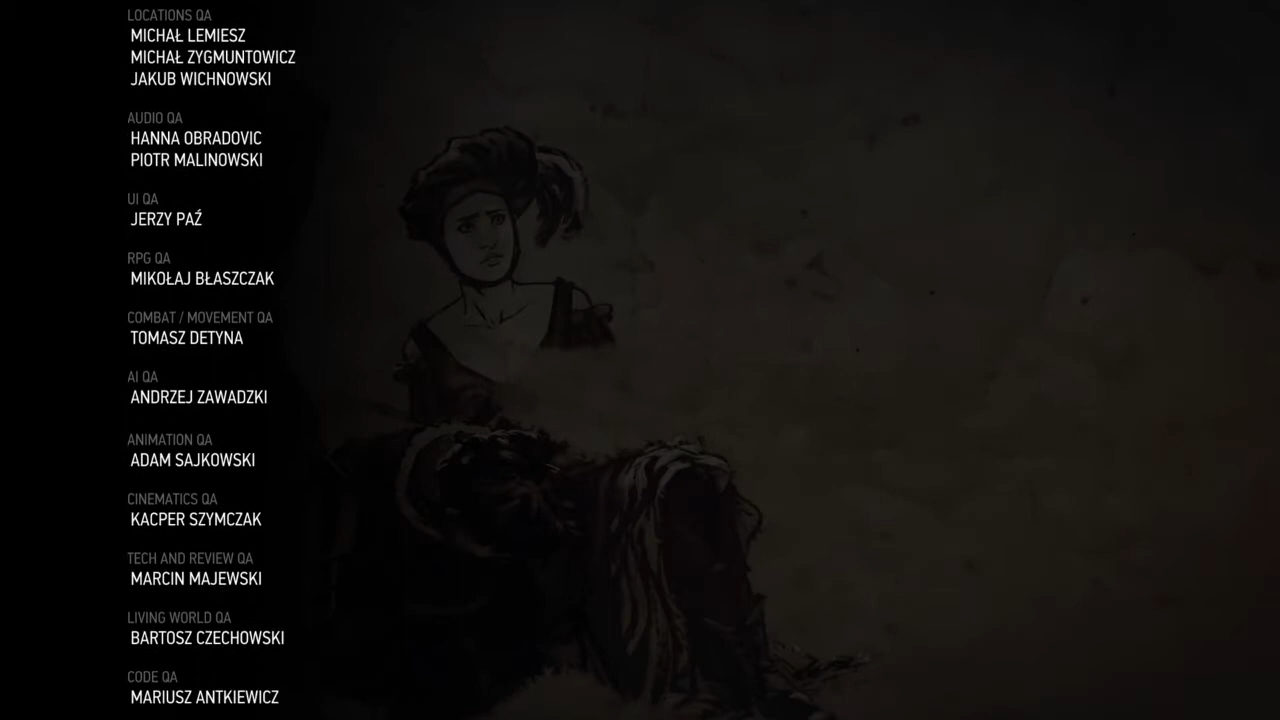 LOCATIONS QA
MICHAŁ LEMIESZ
MICHAŁ ZYGMUNTOWICZ
JAKUB WICHNOWSKI
AUDIO QA
HANNA OBRADOVIC
PIOTR MALINOWSKI
UI QA
JERZY PAŹ
RPG QA
MIKOŁAJ BŁASZCZAK
COMBAT / MOVEMENT QA
TOMASZ DETYNA
AI QA
ANDRZEJ ZAWADZKI
ANIMATION QA
ADAM SAJKOWSKI
CINEMATICS QA
KACPER SZYMCZAK
TECH AND REVIEW QA
MARCIN MAJEWSKI
LIVING WORLD QA
BARTOSZ CZECHOWSKI
CODE QA
MARIUSZ ANTKIEWICZ